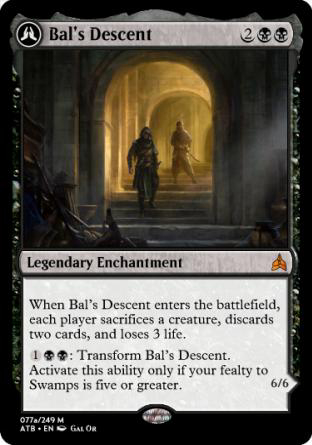 Bal's Descent 2
Legendary Enchantment
When Bal's Descent enters the battlefield,
each player sacrifices a creature, discards
two cards, and loses 3 life.
1: Transform Bal's Descent.
Activate this ability only if your fealty to
Swamps is five or greater.
6/6
077a/249 M
ATB • EN Gal Or